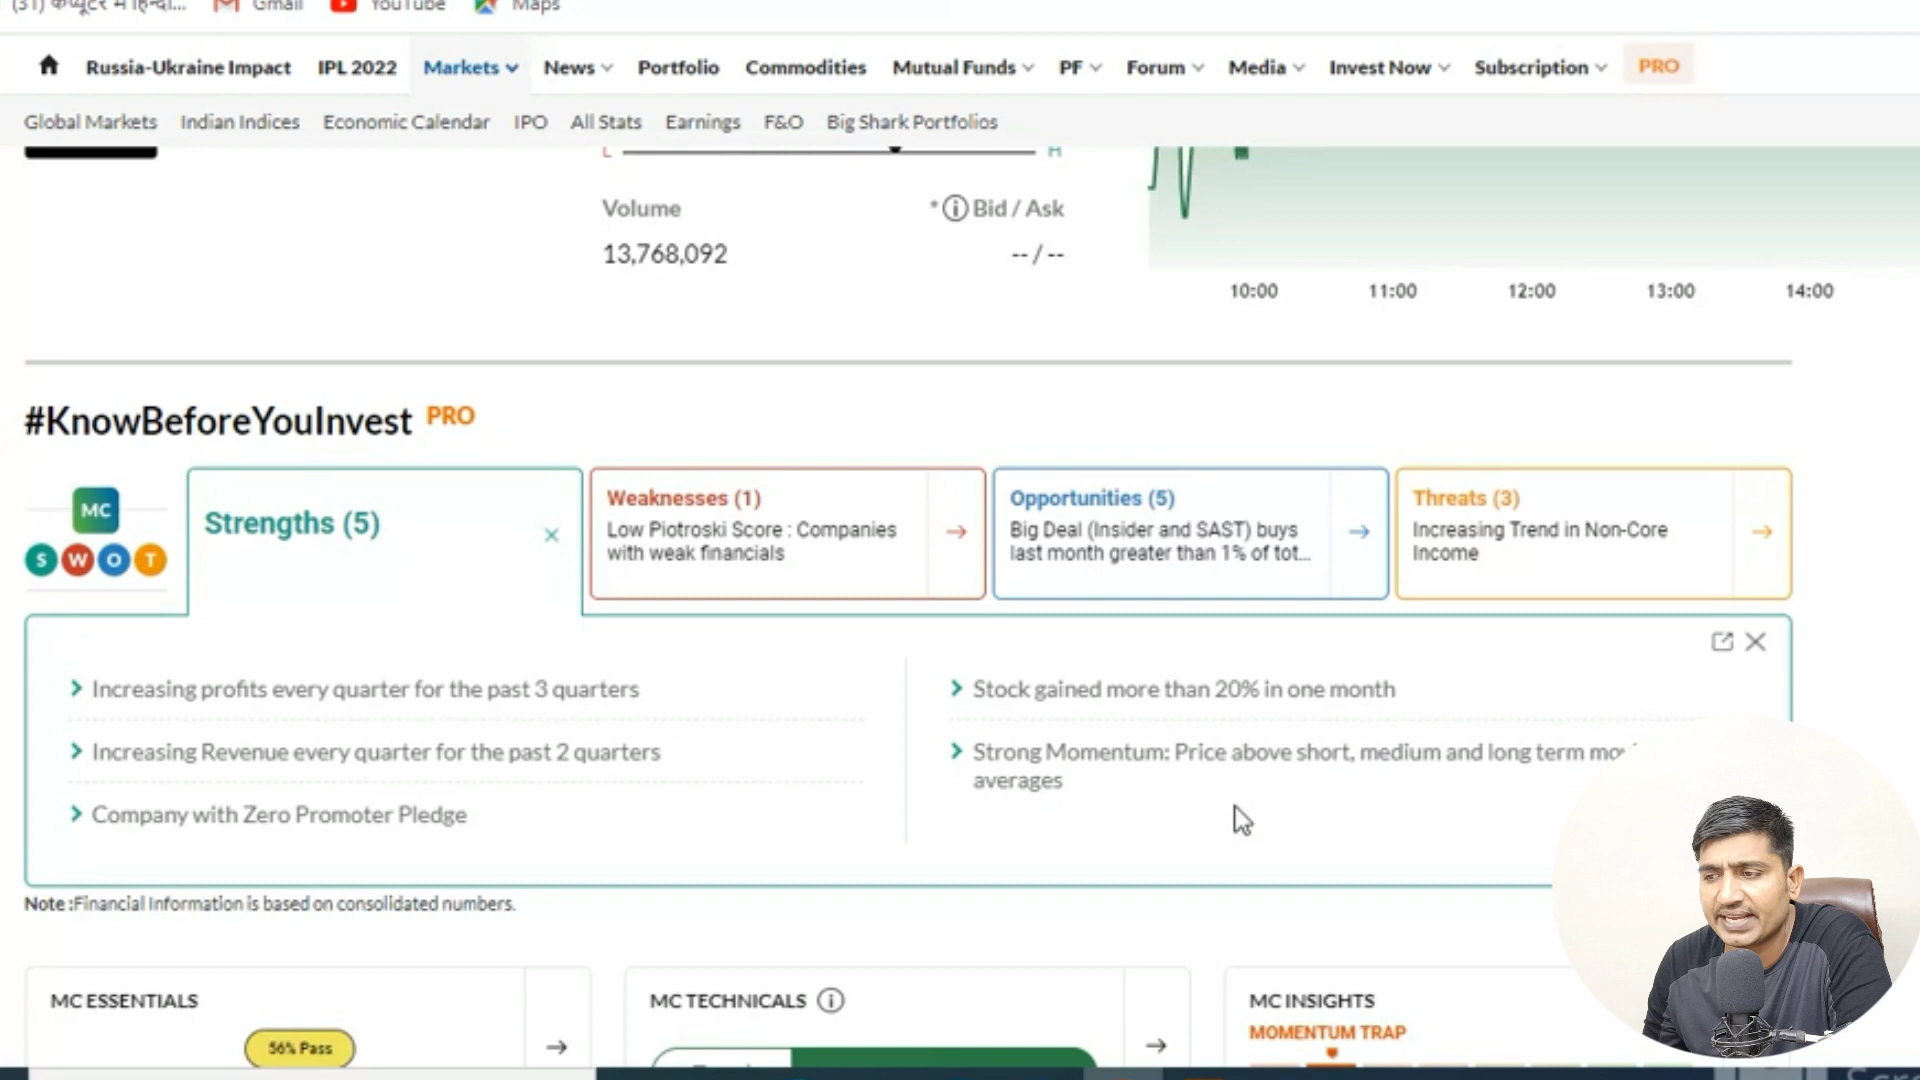 Gmail YouTube Maps
Russia-Ukraine Impact IPL 2022 Markets News Portfolio Commodities Mutual Funds PF Forum Media Invest Now Subscription PRO
Global Markets Indian Indices Economic Calendar IPO All Stats Earnings F&O Big Shark Portfolios
L H
Volume * Bid / Ask
13,768,092 -- / --
10:00 11:00 12:00 13:00 14:00
#KnowBeforeYouInvest PRO
MC
S W O T
Strengths (5)
Weaknesses (1)
Low Piotroski Score : Companies
with weak financials
Opportunities (5)
Big Deal (Insider and SAST) buys
last month greater than 1% of tot...
Threats (3)
Increasing Trend in Non-Core
Income
Increasing profits every quarter for the past 3 quarters
Increasing Revenue every quarter for the past 2 quarters
Company with Zero Promoter Pledge
Stock gained more than 20% in one month
Strong Momentum: Price above short, medium and long term
averages
Note :Financial Information is based on consolidated numbers.
MC ESSENTIALS
56% Pass
MC TECHNICALS
MC INSIGHTS
MOMENTUM TRAP